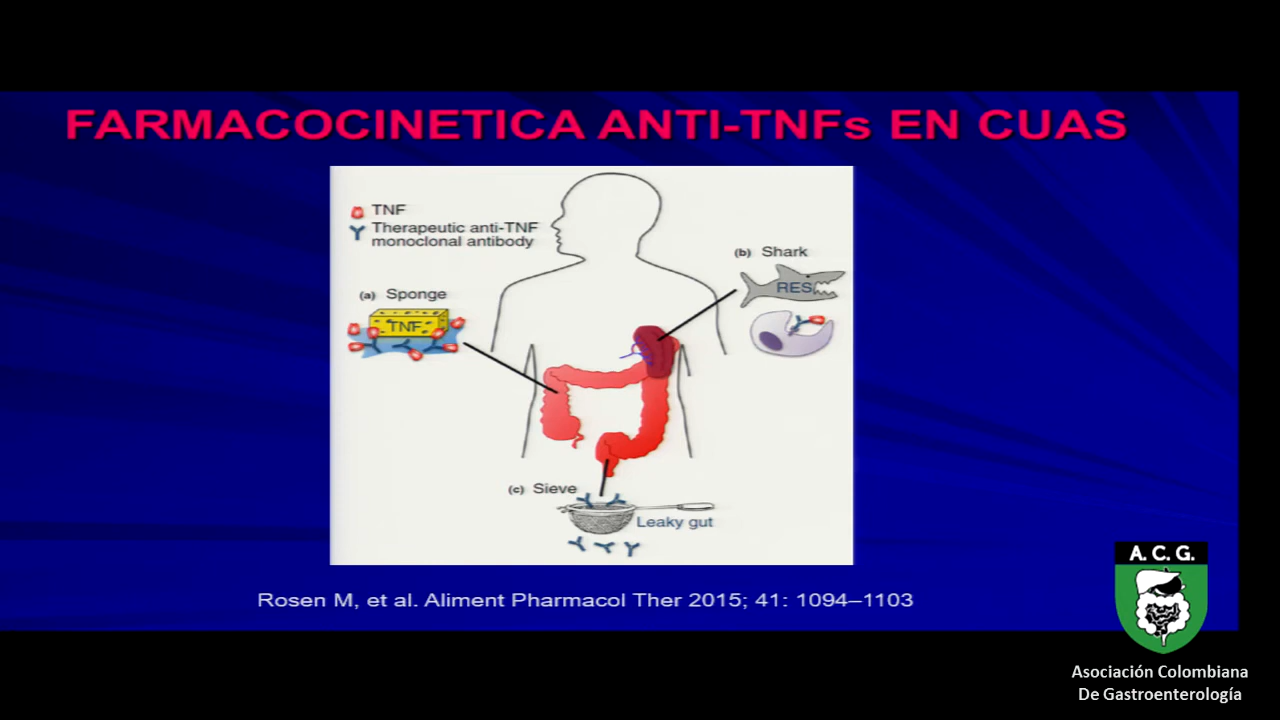 FARMACOCINETICA ANTI-TNFs EN CUAS
TNF
Therapeutic anti-TNF
monoclonal antibody
(b) Shark
RES
(a) Sponge
TNF
(c) Sieve
Leaky gut
Rosen M, et al. Aliment Pharmacol Ther 2015; 41: 1094–1103
A. C. G.
Asociación Colombiana
De Gastroenterología